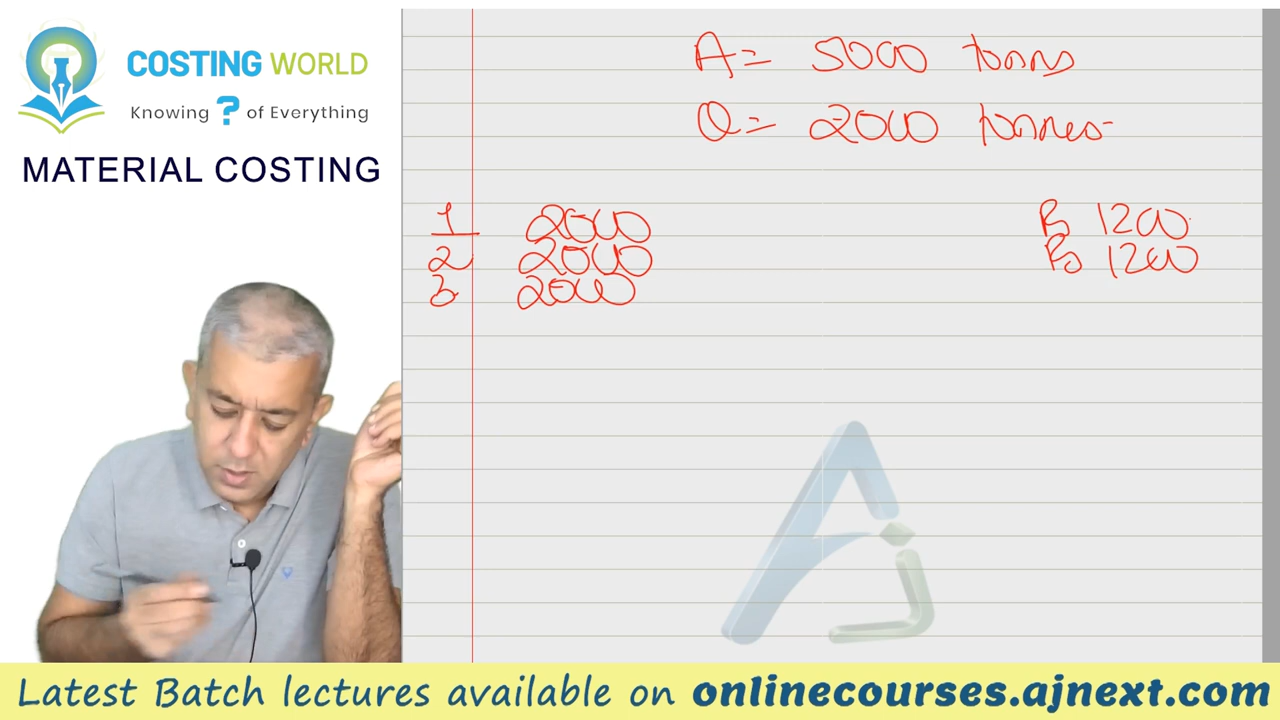 COSTING WORLD
Knowing ? of Everything
MATERIAL COSTING
A = 5000 tonns
Q = 2000 tonnes
1 2000 Rs 1200
2 2000 Rs 1200
3 2000
Latest Batch lectures available on onlinecourses.ajnext.com